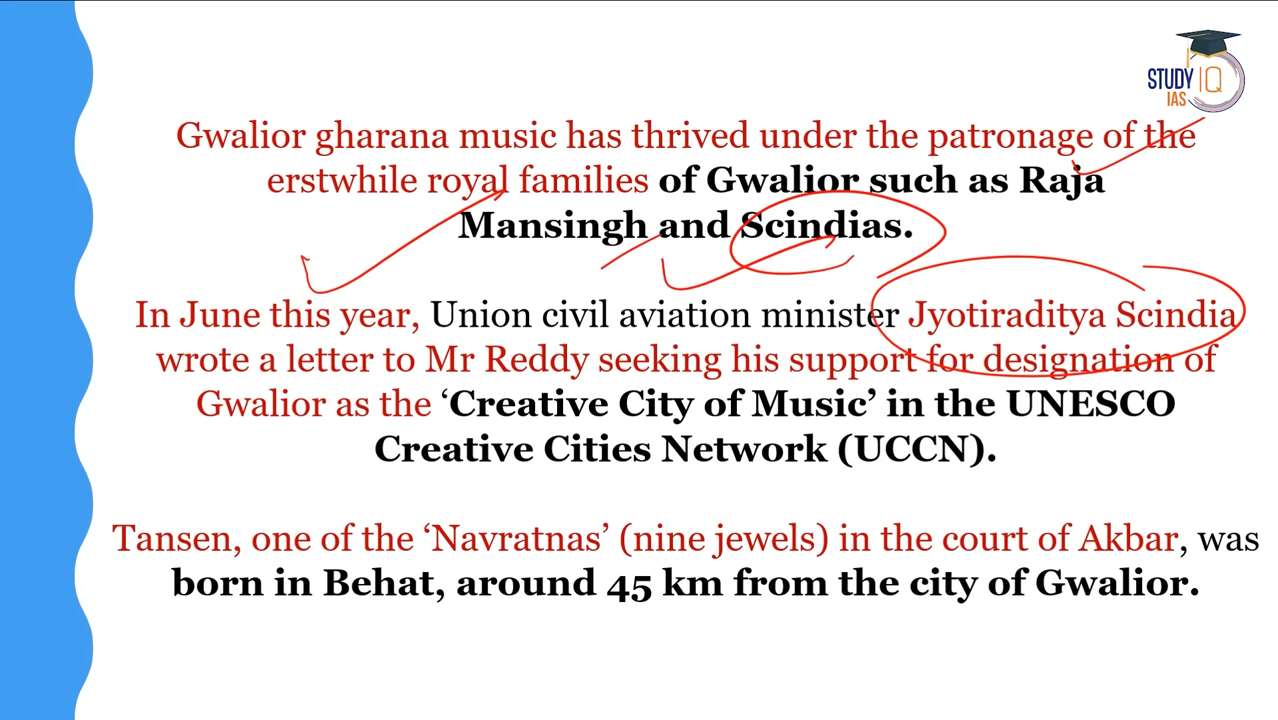 STUDY IQ
IAS
Gwalior gharana music has thrived under the patronage of the
erstwhile royal families of Gwalior such as Raja
Mansingh and Scindias.
In June this year, Union civil aviation minister Jyotiraditya Scindia
wrote a letter to Mr Reddy seeking his support for designation of
Gwalior as the ‘Creative City of Music’ in the UNESCO
Creative Cities Network (UCCN).
Tansen, one of the ‘Navratnas’ (nine jewels) in the court of Akbar, was
born in Behat, around 45 km from the city of Gwalior.